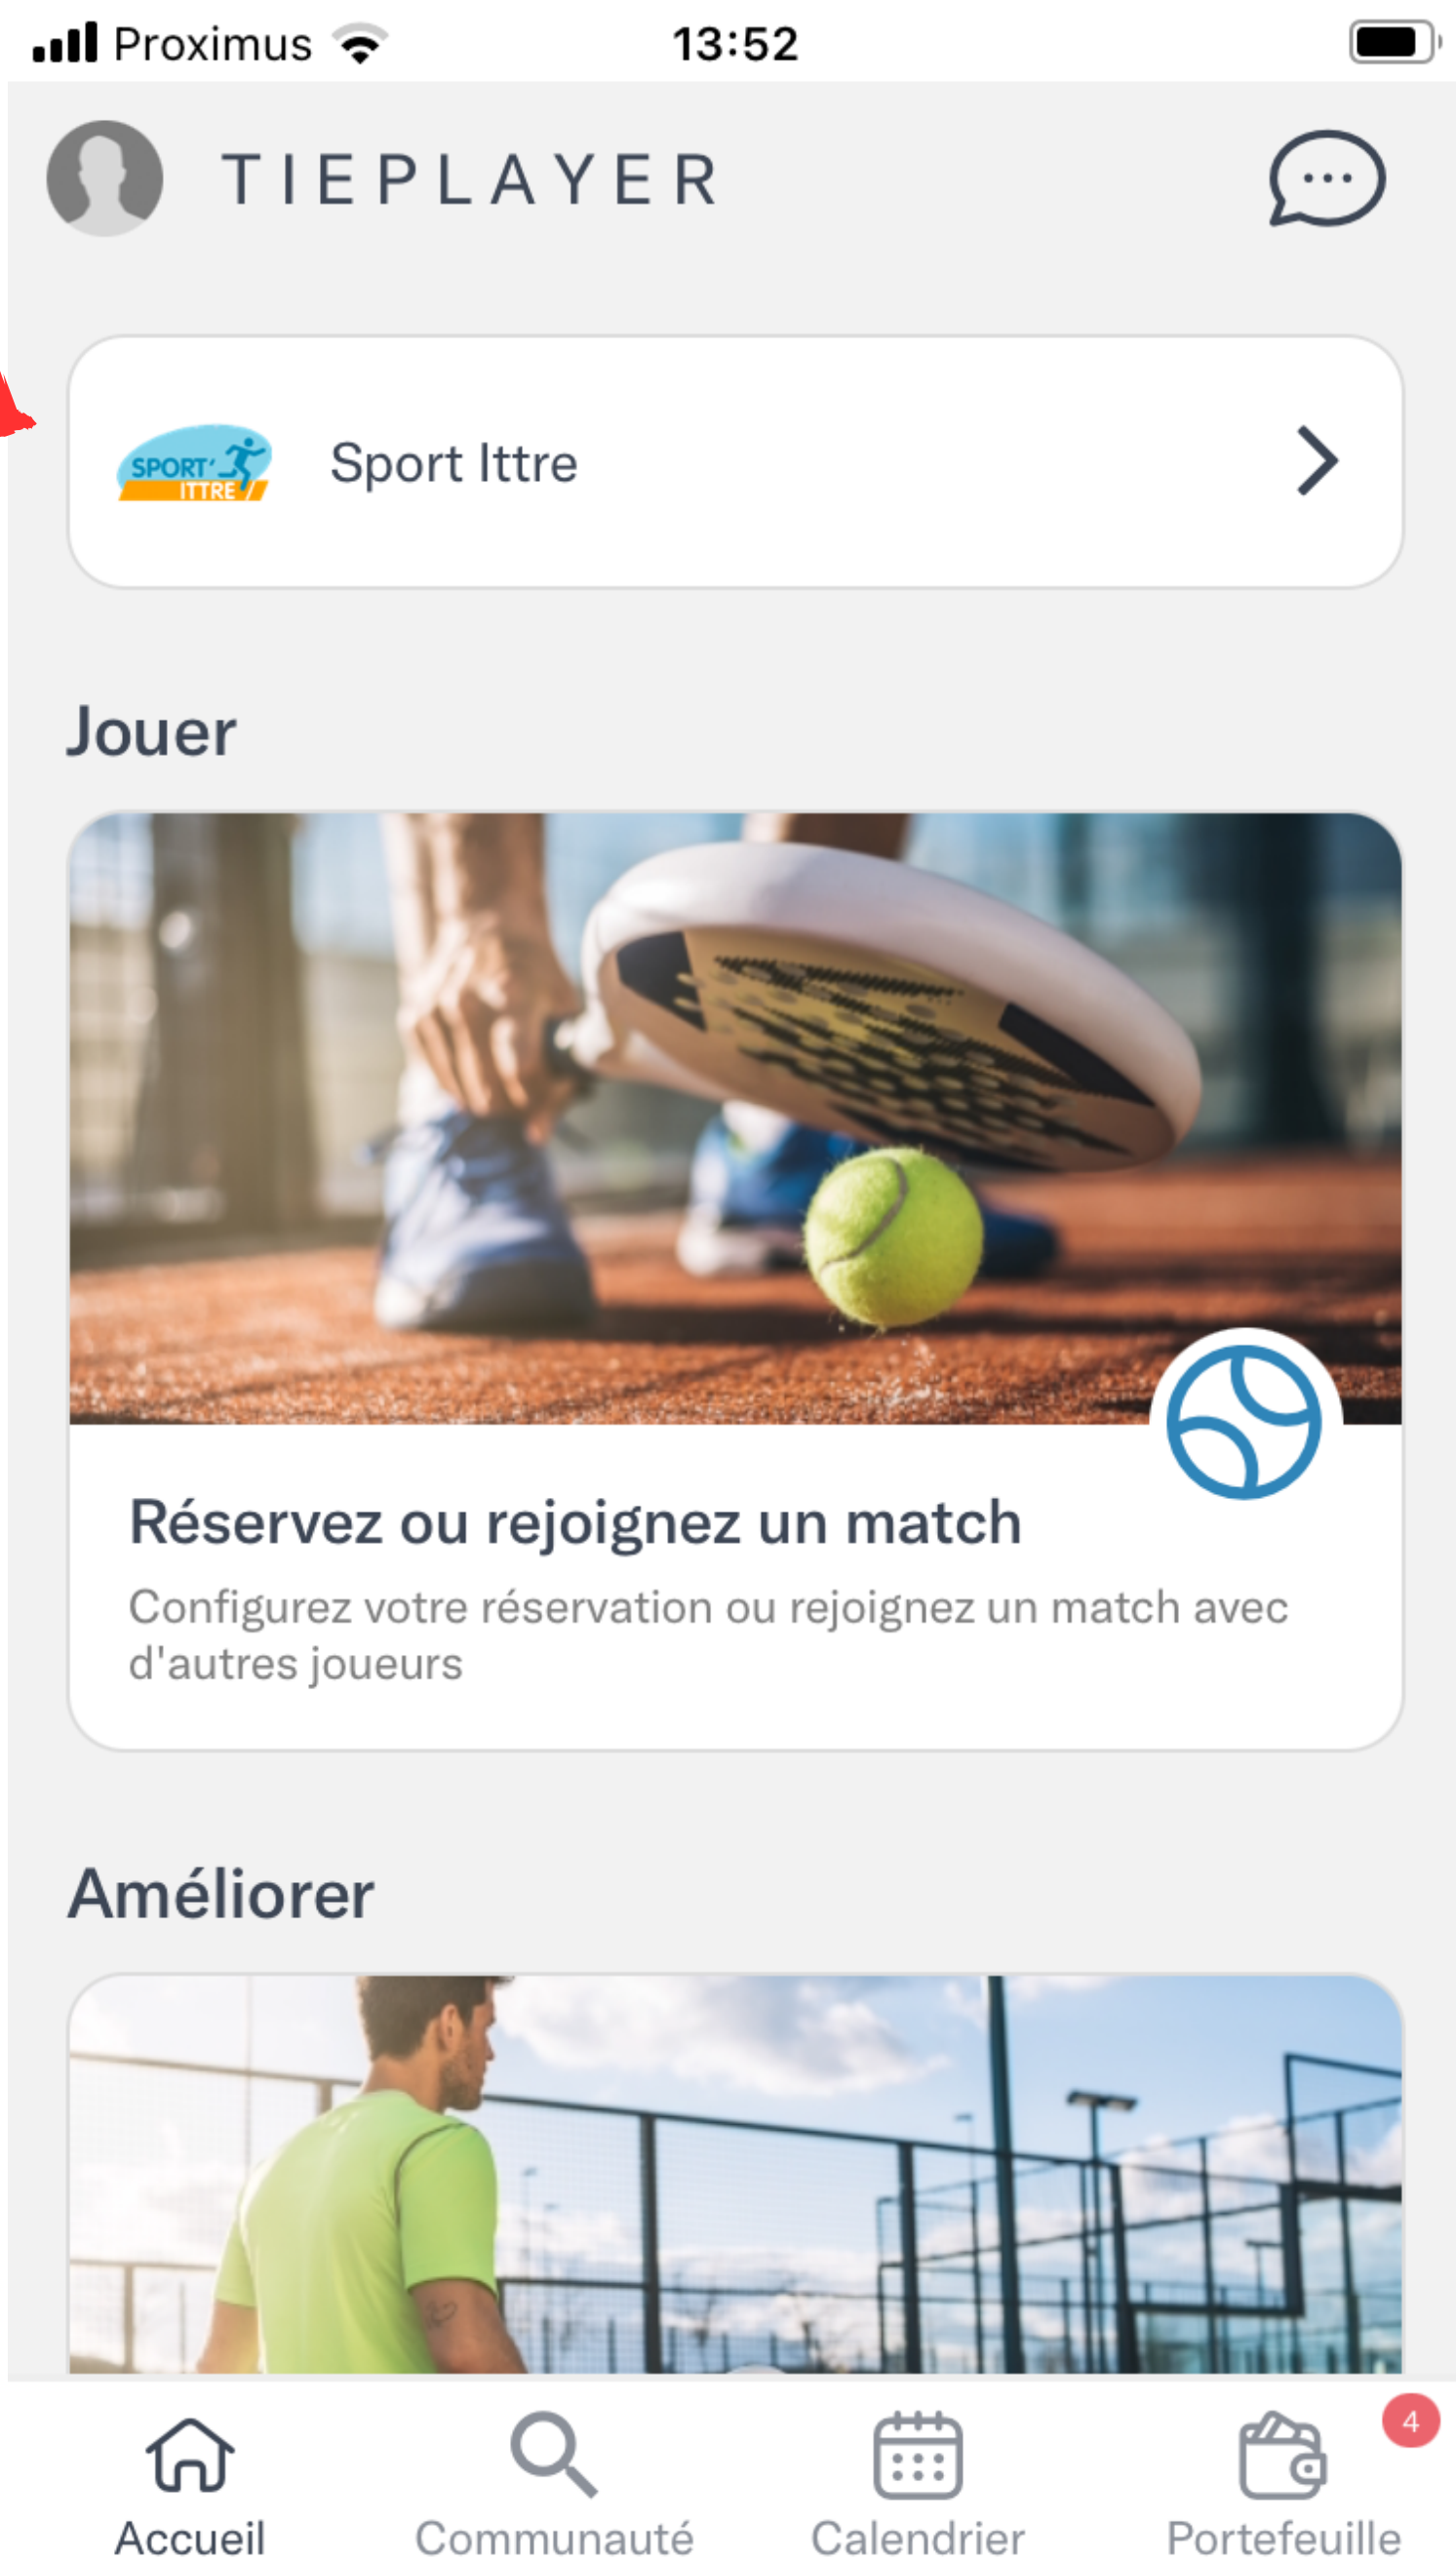 Proximus
13:52
TIEPLAYER
SPORT'
ITTRE
Sport Ittre
Jouer
Réservez ou rejoignez un match
Configurez votre réservation ou rejoignez un match avec
d'autres joueurs
Améliorer
4
Accueil
Communauté
Calendrier
Portefeuille